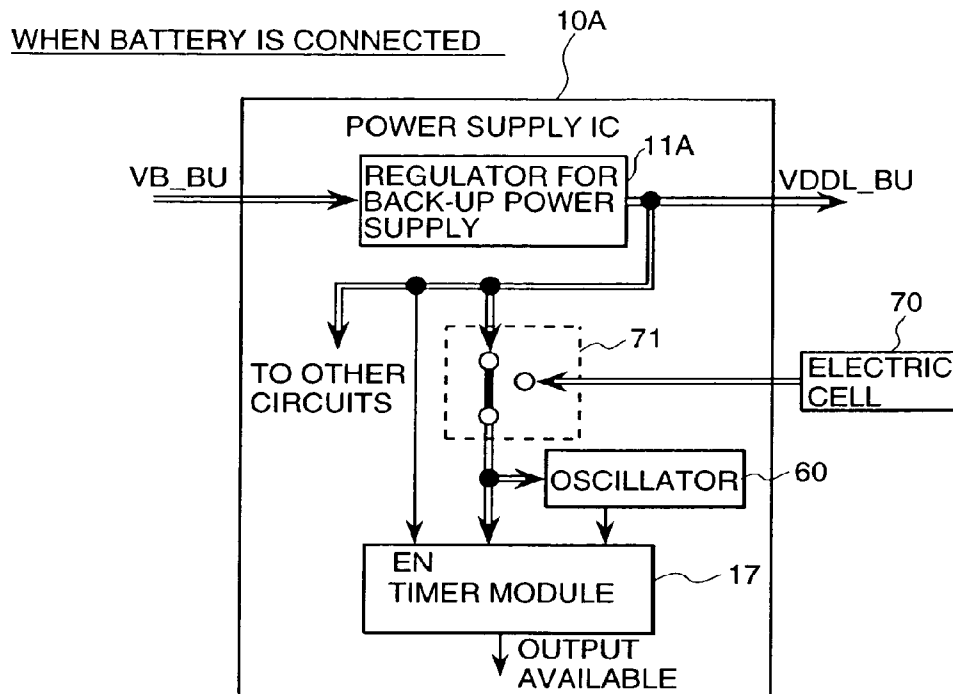 10A
WHEN BATTERY IS CONNECTED
POWER SUPPLY IC
11A
VB_BU
REGULATOR FOR
BACK-UP POWER
SUPPLY
VDDL_BU
70
71
TO OTHER
CIRCUITS
ELECTRIC
CELL
OSCILLATOR
60
EN
TIMER MODULE
17
OUTPUT
AVAILABLE